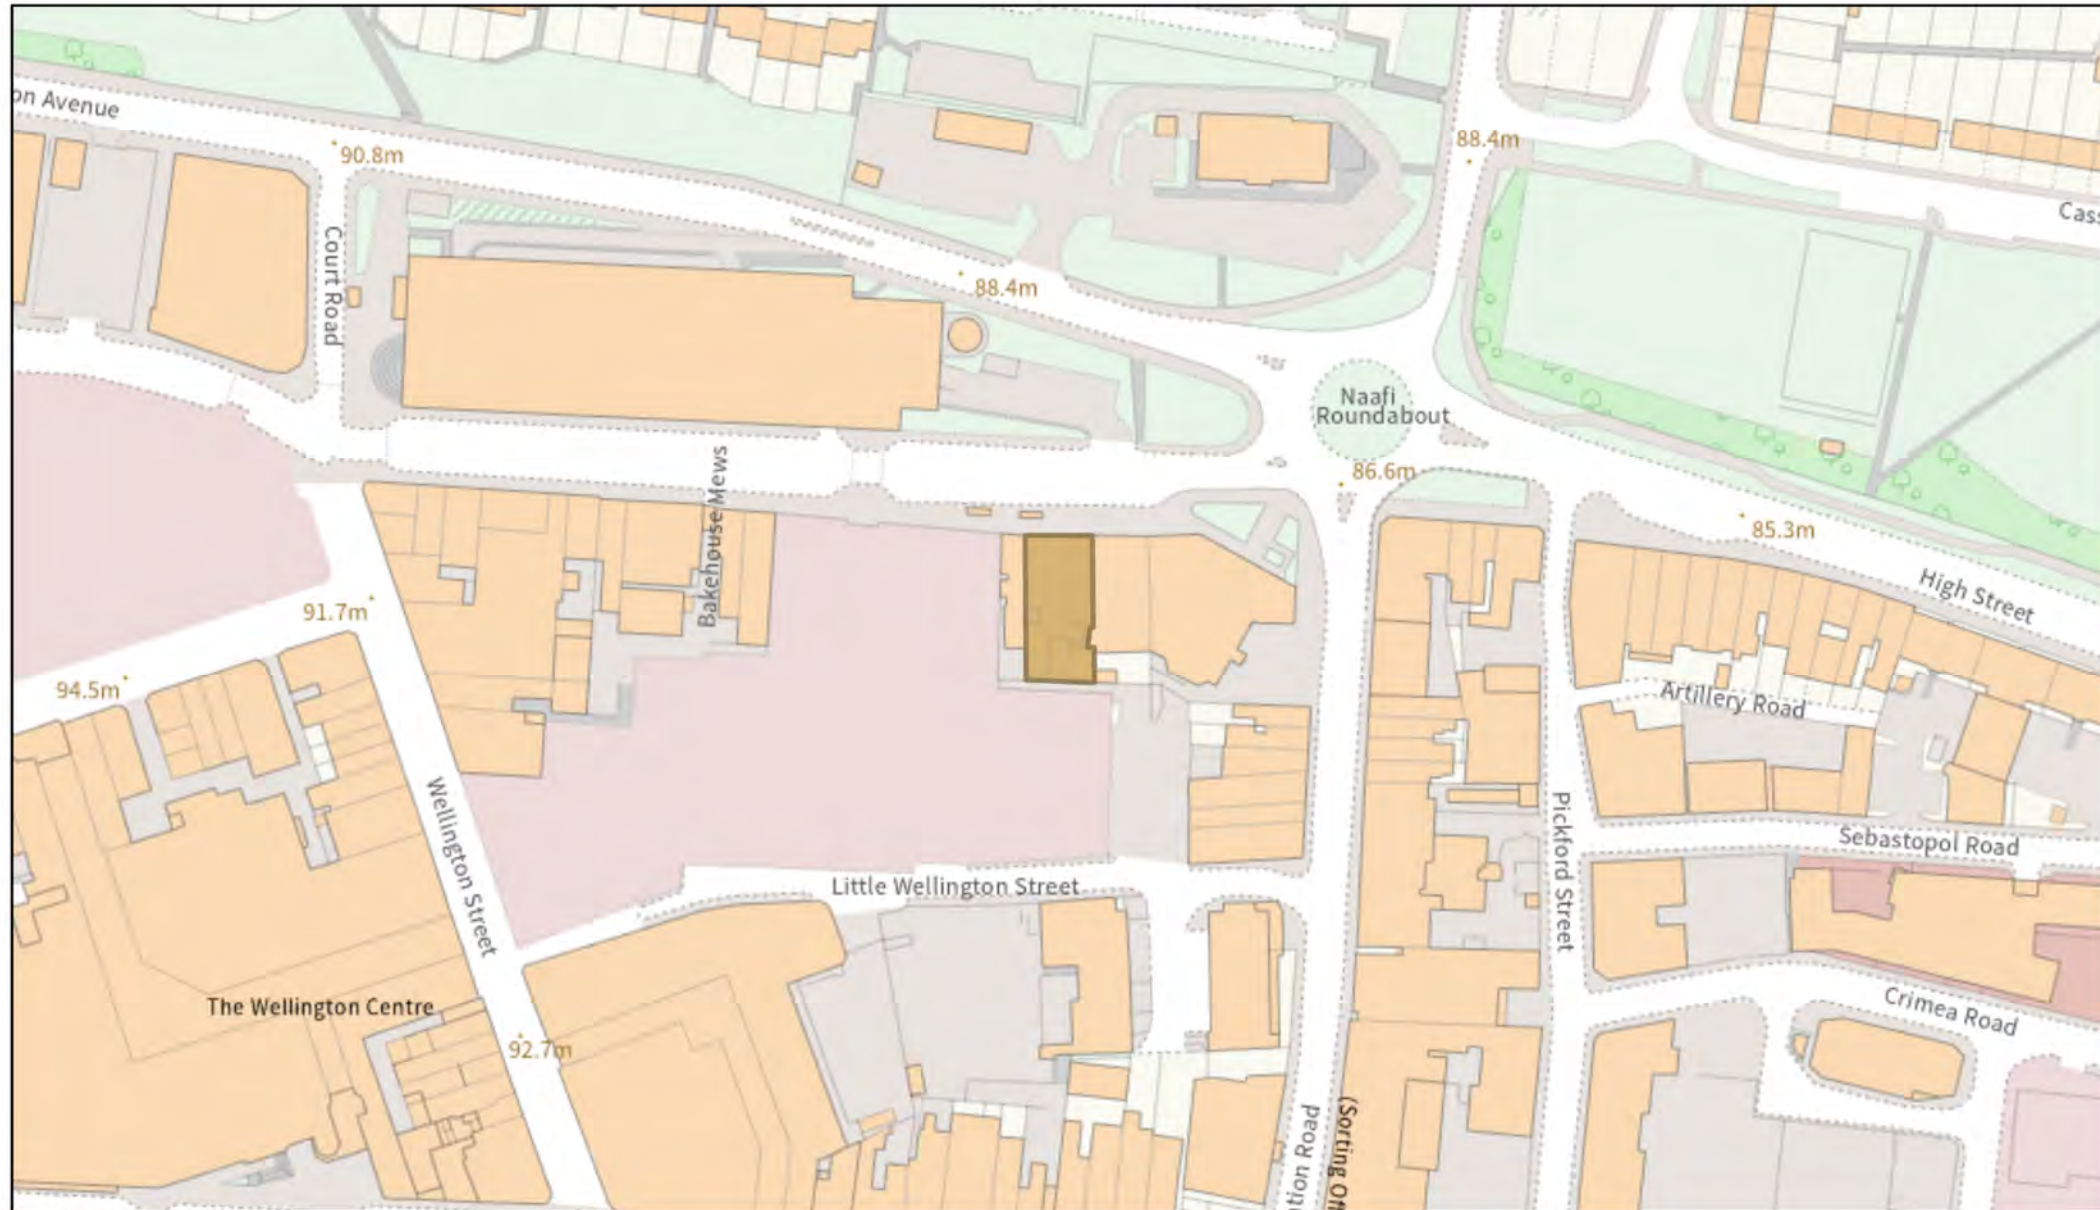 on Avenue
90.8m
88.4m
Cass
Court Road
88.4m
Naafi
Roundabout
86.6m
85.3m
High Street
Bakehouse Mews
91.7m
94.5m
Artillery Road
Wellington Street
Pickford Street
Sebastopol Road
Little Wellington Street
The Wellington Centre
92.7m
Crimea Road
tion Road
(Sorting Of